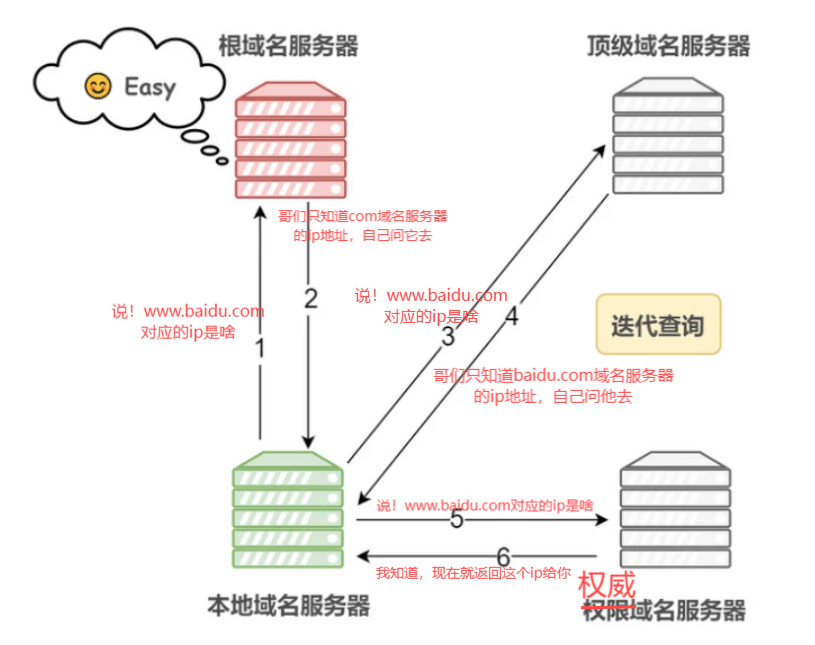 根域名服务器
顶级域名服务器
😊 Easy
哥们只知道com域名服务器
的ip地址，自己问它去
2
说！www.baidu.com
对应的ip是啥
1
说！www.baidu.com
对应的ip是啥
3
4
迭代查询
哥们只知道baidu.com域名服务器
的ip地址，自己问他去
说！www.baidu.com对应的ip是啥
5
6
我知道，现在就返回这个ip给你
权威
本地域名服务器
权限域名服务器